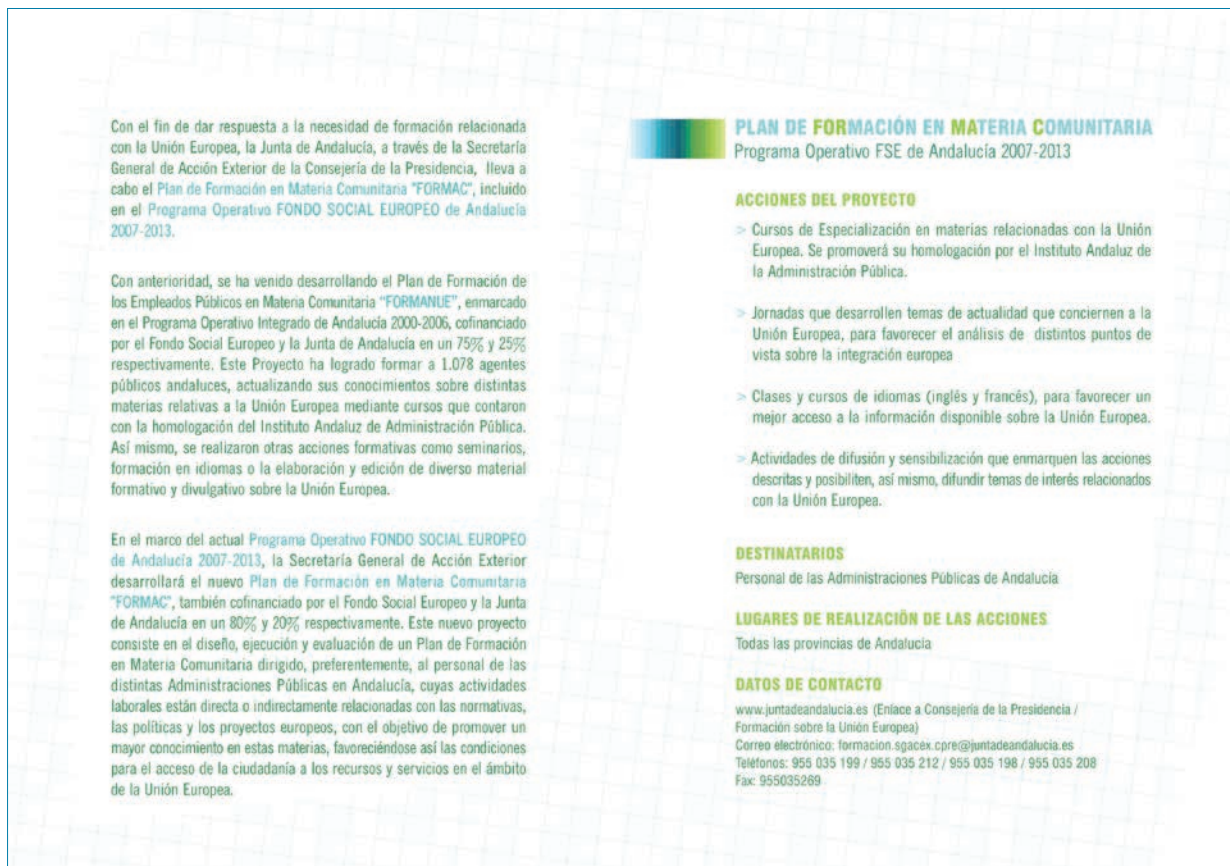 Con el fin de dar respuesta a la necesidad de formación relacionada
con la Unión Europea, la Junta de Andalucía, a través de la Secretaría
General de Acción Exterior de la Consejería de la Presidencia, lleva a
cabo el Plan de Formación en Materia Comunitaria "FORMAC", incluido
en el Programa Operativo FONDO SOCIAL EUROPEO de Andalucía
2007-2013.
Con anterioridad, se ha venido desarrollando el Plan de Formación de
los Empleados Públicos en Materia Comunitaria "FORMANUE", enmarcado
en el Programa Operativo Integrado de Andalucía 2000-2006, cofinanciado
por el Fondo Social Europeo y la Junta de Andalucía en un 75% y 25%
respectivamente. Este Proyecto ha logrado formar a 1.078 agentes
públicos andaluces, actualizando sus conocimientos sobre distintas
materias relativas a la Unión Europea mediante cursos que contaron
con la homologación del Instituto Andaluz de Administración Pública.
Así mismo, se realizaron otras acciones formativas como seminarios,
formación en idiomas o la elaboración y edición de diverso material
formativo y divulgativo sobre la Unión Europea.
En el marco del actual Programa Operativo FONDO SOCIAL EUROPEO
de Andalucía 2007-2013, la Secretaría General de Acción Exterior
desarrollará el nuevo Plan de Formación en Materia Comunitaria
"FORMAC", también cofinanciado por el Fondo Social Europeo y la Junta
de Andalucía en un 80% y 20% respectivamente. Este nuevo proyecto
consiste en el diseño, ejecución y evaluación de un Plan de Formación
en Materia Comunitaria dirigido, preferentemente, al personal de las
distintas Administraciones Públicas en Andalucía, cuyas actividades
laborales están directa o indirectamente relacionadas con las normativas,
las políticas y los proyectos europeos, con el objetivo de promover un
mayor conocimiento en estas materias, favoreciéndose así las condiciones
para el acceso de la ciudadanía a los recursos y servicios en el ámbito
de la Unión Europea.
PLAN DE FORMACIÓN EN MATERIA COMUNITARIA
Programa Operativo FSE de Andalucía 2007-2013
ACCIONES DEL PROYECTO
> Cursos de Especialización en materias relacionadas con la Unión
Europea. Se promoverá su homologación por el Instituto Andaluz de
la Administración Pública.
> Jornadas que desarrollen temas de actualidad que conciernen a la
Unión Europea, para favorecer el análisis de distintos puntos de
vista sobre la integración europea
> Clases y cursos de idiomas (inglés y francés), para favorecer un
mejor acceso a la información disponible sobre la Unión Europea.
> Actividades de difusión y sensibilización que enmarquen las acciones
descritas y posibiliten, así mismo, difundir temas de interés relacionados
con la Unión Europea.
DESTINATARIOS
Personal de las Administraciones Públicas de Andalucía
LUGARES DE REALIZACIÓN DE LAS ACCIONES
Todas las provincias de Andalucía
DATOS DE CONTACTO
www.juntadeandalucia.es (Enlace a Consejería de la Presidencia /
Formación sobre la Unión Europea)
Correo electrónico: formacion.sgacex.cpre@juntadeandalucia.es
Teléfonos: 955 035 199 / 955 035 212 / 955 035 198 / 955 035 208
Fax: 955035269